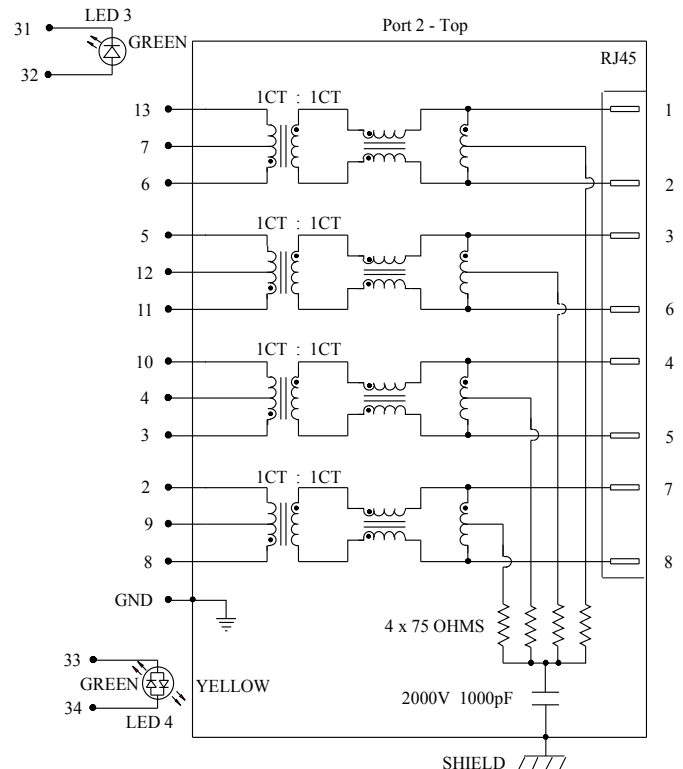 LED 3
31
GREEN
32
Port 2 - Top
RJ45
1CT : 1CT
13
1
7
6
2
1CT : 1CT
5
3
12
11
6
1CT : 1CT
10
4
4
3
5
1CT : 1CT
2
7
9
8
8
GND
4 x 75 OHMS
33
GREEN
YELLOW
34
LED 4
2000V 1000pF
SHIELD